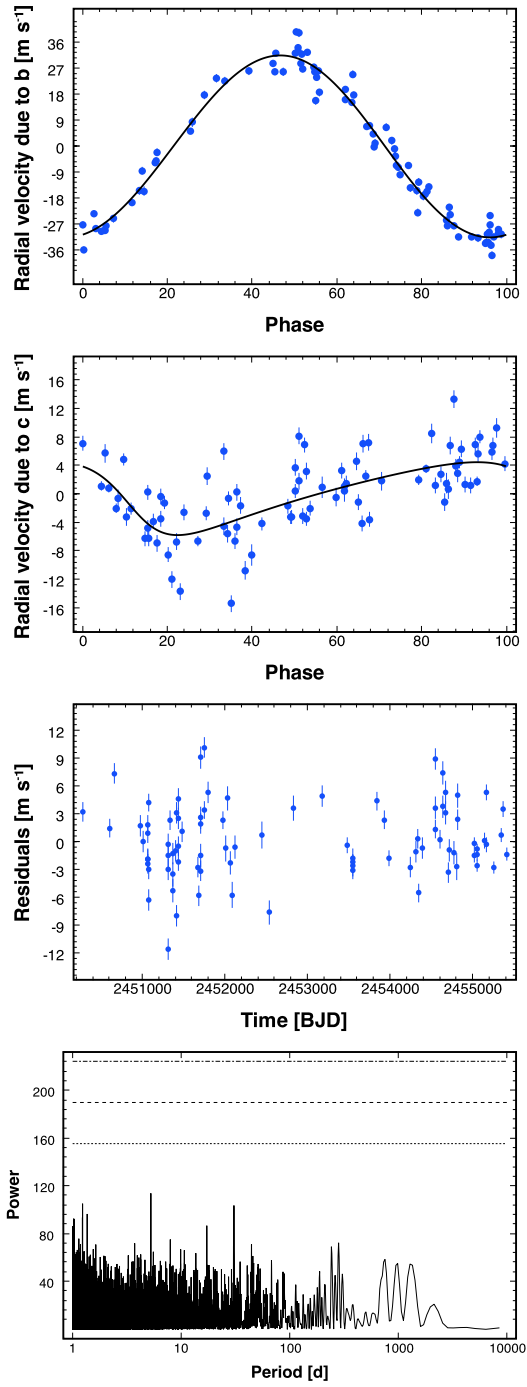 Radial velocity due to b [m s⁻¹]
36
27
18
9
0
-9
-18
-27
-36
0 20 40 60 80 100
Phase
Radial velocity due to c [m s⁻¹]
16
12
8
4
0
-4
-8
-12
-16
0 20 40 60 80 100
Phase
Residuals [m s⁻¹]
12
9
6
3
0
-3
-6
-9
-12
2451000 2452000 2453000 2454000 2455000
Time [BJD]
Power
200
160
120
80
40
1 10 100 1000 10000
Period [d]